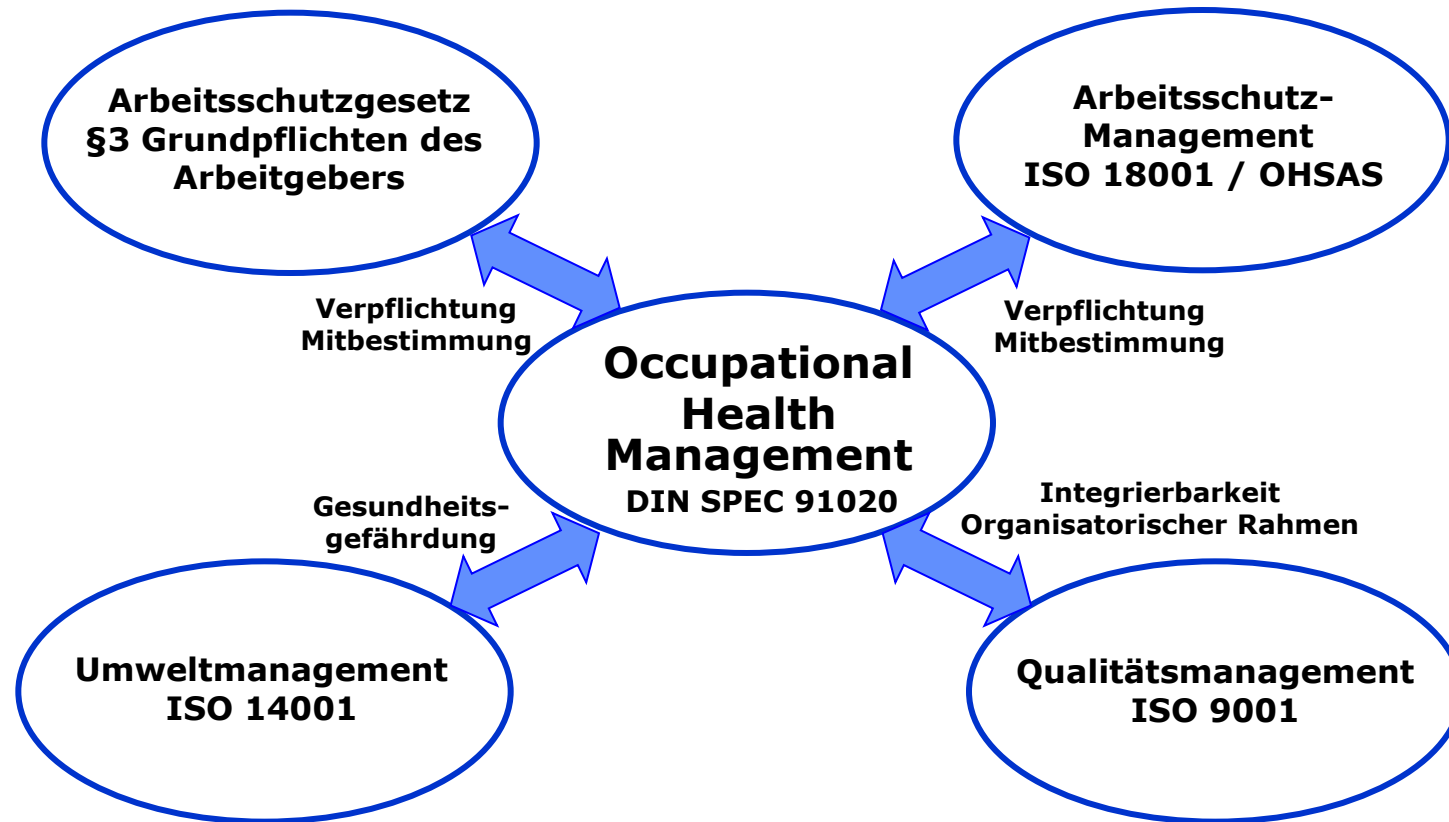 Arbeitsschutzgesetz
§3 Grundpflichten des
Arbeitgebers
Arbeitsschutz-
Management
ISO 18001 / OHSAS
Verpflichtung
Mitbestimmung
Verpflichtung
Mitbestimmung
Occupational
Health
Management
DIN SPEC 91020
Gesundheits-
gefährdung
Integrierbarkeit
Organisatorischer Rahmen
Umweltmanagement
ISO 14001
Qualitätsmanagement
ISO 9001